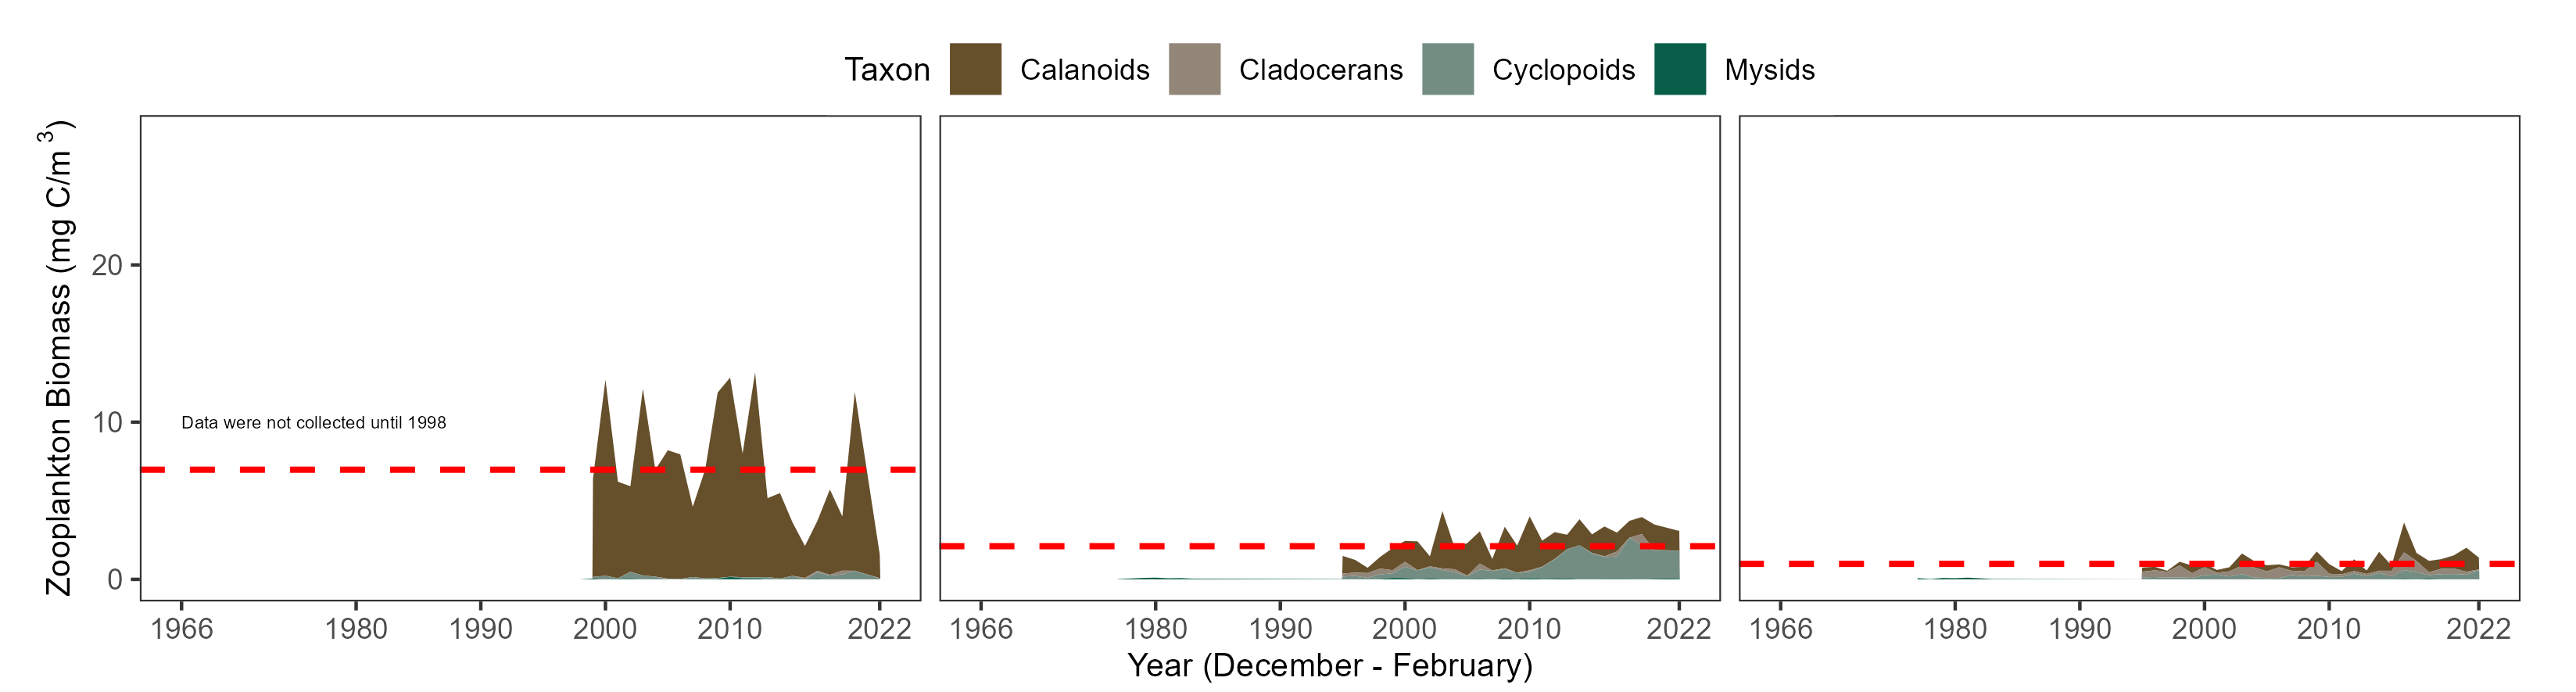 Taxon Calanoids Cladocerans Cyclopoids Mysids
Zooplankton Biomass (mg C/m³)
20
10
0
Data were not collected until 1998
1966 1980 1990 2000 2010 2022 1966 1980 1990 2000 2010 2022 1966 1980 1990 2000 2010 2022
Year (December - February)